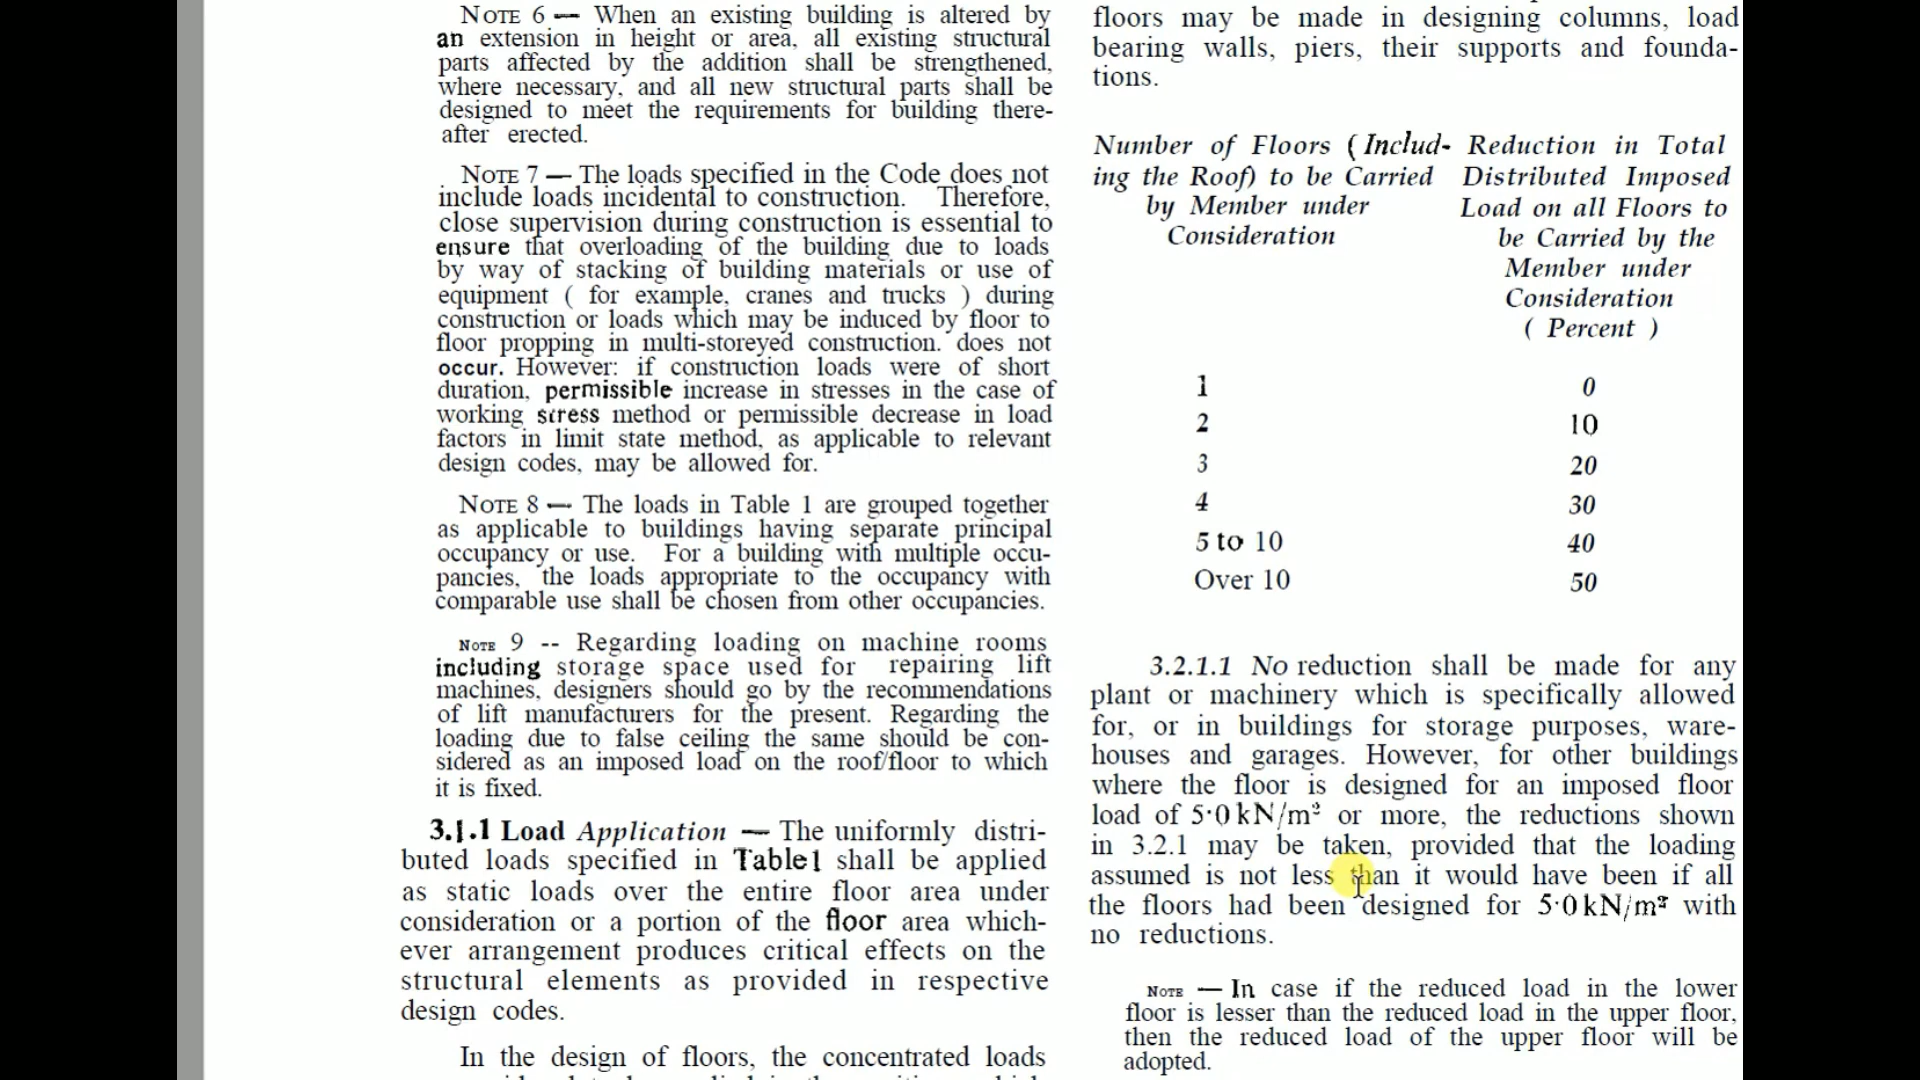 NOTE 6 — When an existing building is altered by
an extension in height or area, all existing structural
parts affected by the addition shall be strengthened,
where necessary, and all new structural parts shall be
designed to meet the requirements for building there-
after erected.
NOTE 7 — The loads specified in the Code does not
include loads incidental to construction. Therefore,
close supervision during construction is essential to
ensure that overloading of the building due to loads
by way of stacking of building materials or use of
equipment ( for example, cranes and trucks ) during
construction or loads which may be induced by floor to
floor propping in multi-storeyed construction. does not
occur. However: if construction loads were of short
duration, permissible increase in stresses in the case of
working stress method or permissible decrease in load
factors in limit state method, as applicable to relevant
design codes, may be allowed for.
NOTE 8 — The loads in Table 1 are grouped together
as applicable to buildings having separate principal
occupancy or use. For a building with multiple occu-
pancies, the loads appropriate to the occupancy with
comparable use shall be chosen from other occupancies.
NOTE 9 -- Regarding loading on machine rooms
including storage space used for repairing lift
machines, designers should go by the recommendations
of lift manufacturers for the present. Regarding the
loading due to false ceiling the same should be con-
sidered as an imposed load on the roof/floor to which
it is fixed.
3.1.1 Load Application — The uniformly distri-
buted loads specified in Table 1 shall be applied
as static loads over the entire floor area under
consideration or a portion of the floor area which-
ever arrangement produces critical effects on the
structural elements as provided in respective
design codes.
In the design of floors, the concentrated loads
floors may be made in designing columns, load
bearing walls, piers, their supports and founda-
tions.
Number of Floors ( Includ- Reduction in Total
ing the Roof) to be Carried Distributed Imposed
by Member under Load on all Floors to
Consideration be Carried by the
Member under
Consideration
( Percent )
1 0
2 10
3 20
4 30
5 to 10 40
Over 10 50
3.2.1.1 No reduction shall be made for any
plant or machinery which is specifically allowed
for, or in buildings for storage purposes, ware-
houses and garages. However, for other buildings
where the floor is designed for an imposed floor
load of 5·0 kN/m² or more, the reductions shown
in 3.2.1 may be taken, provided that the loading
assumed is not less than it would have been if all
the floors had been designed for 5·0 kN/m² with
no reductions.
NOTE — In case if the reduced load in the lower
floor is lesser than the reduced load in the upper floor,
then the reduced load of the upper floor will be
adopted.